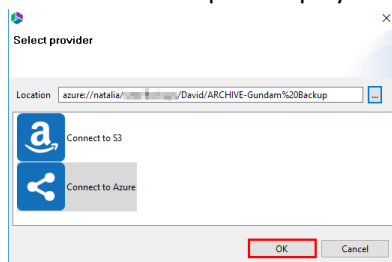 Select provider
Location azure://natalia/ /David/ARCHIVE-Gundam%20Backup ...
Connect to S3
Connect to Azure
OK Cancel